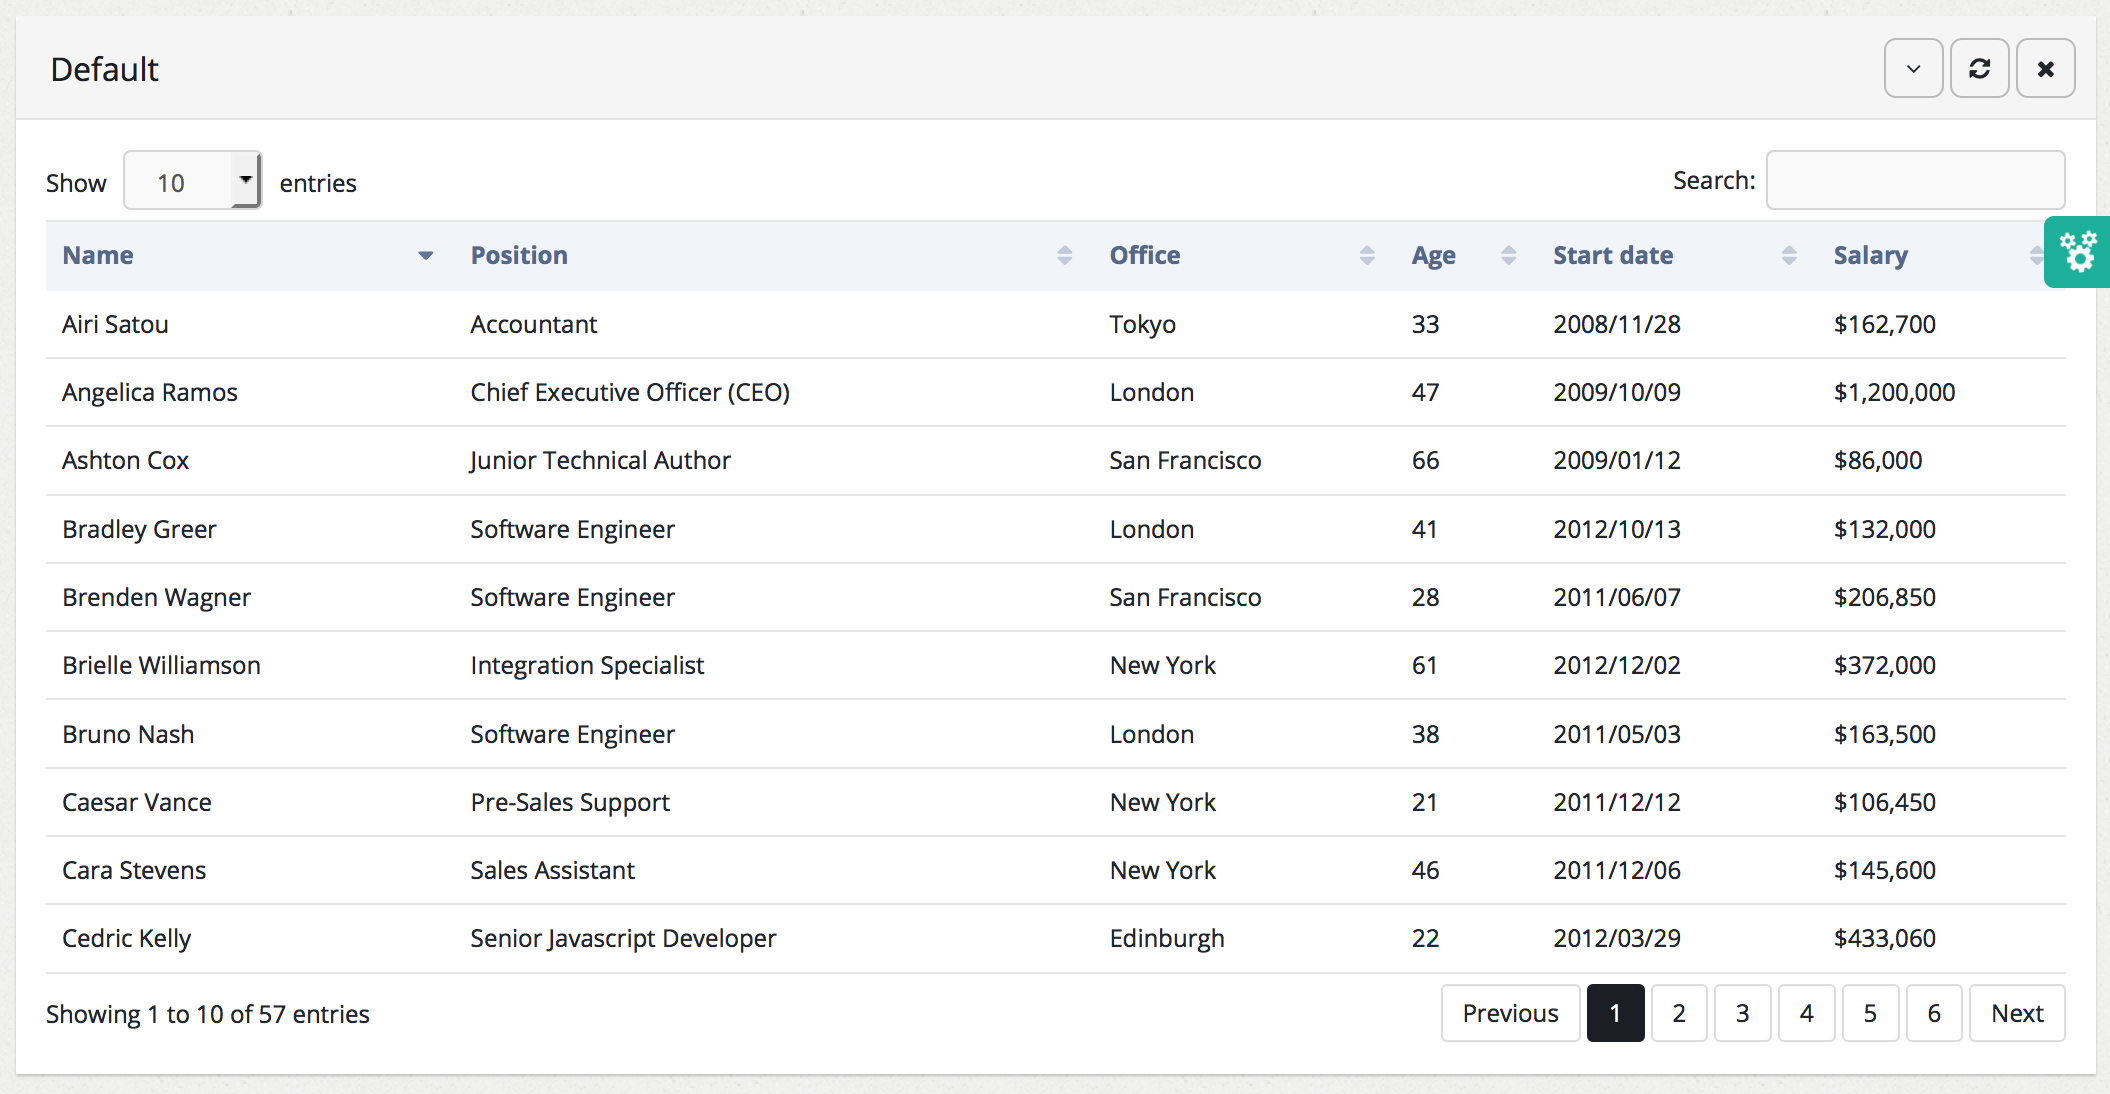 Default
Show 10 entries Search:
Name Position Office Age Start date Salary
Airi Satou Accountant Tokyo 33 2008/11/28 $162,700
Angelica Ramos Chief Executive Officer (CEO) London 47 2009/10/09 $1,200,000
Ashton Cox Junior Technical Author San Francisco 66 2009/01/12 $86,000
Bradley Greer Software Engineer London 41 2012/10/13 $132,000
Brenden Wagner Software Engineer San Francisco 28 2011/06/07 $206,850
Brielle Williamson Integration Specialist New York 61 2012/12/02 $372,000
Bruno Nash Software Engineer London 38 2011/05/03 $163,500
Caesar Vance Pre-Sales Support New York 21 2011/12/12 $106,450
Cara Stevens Sales Assistant New York 46 2011/12/06 $145,600
Cedric Kelly Senior Javascript Developer Edinburgh 22 2012/03/29 $433,060
Showing 1 to 10 of 57 entries Previous 1 2 3 4 5 6 Next